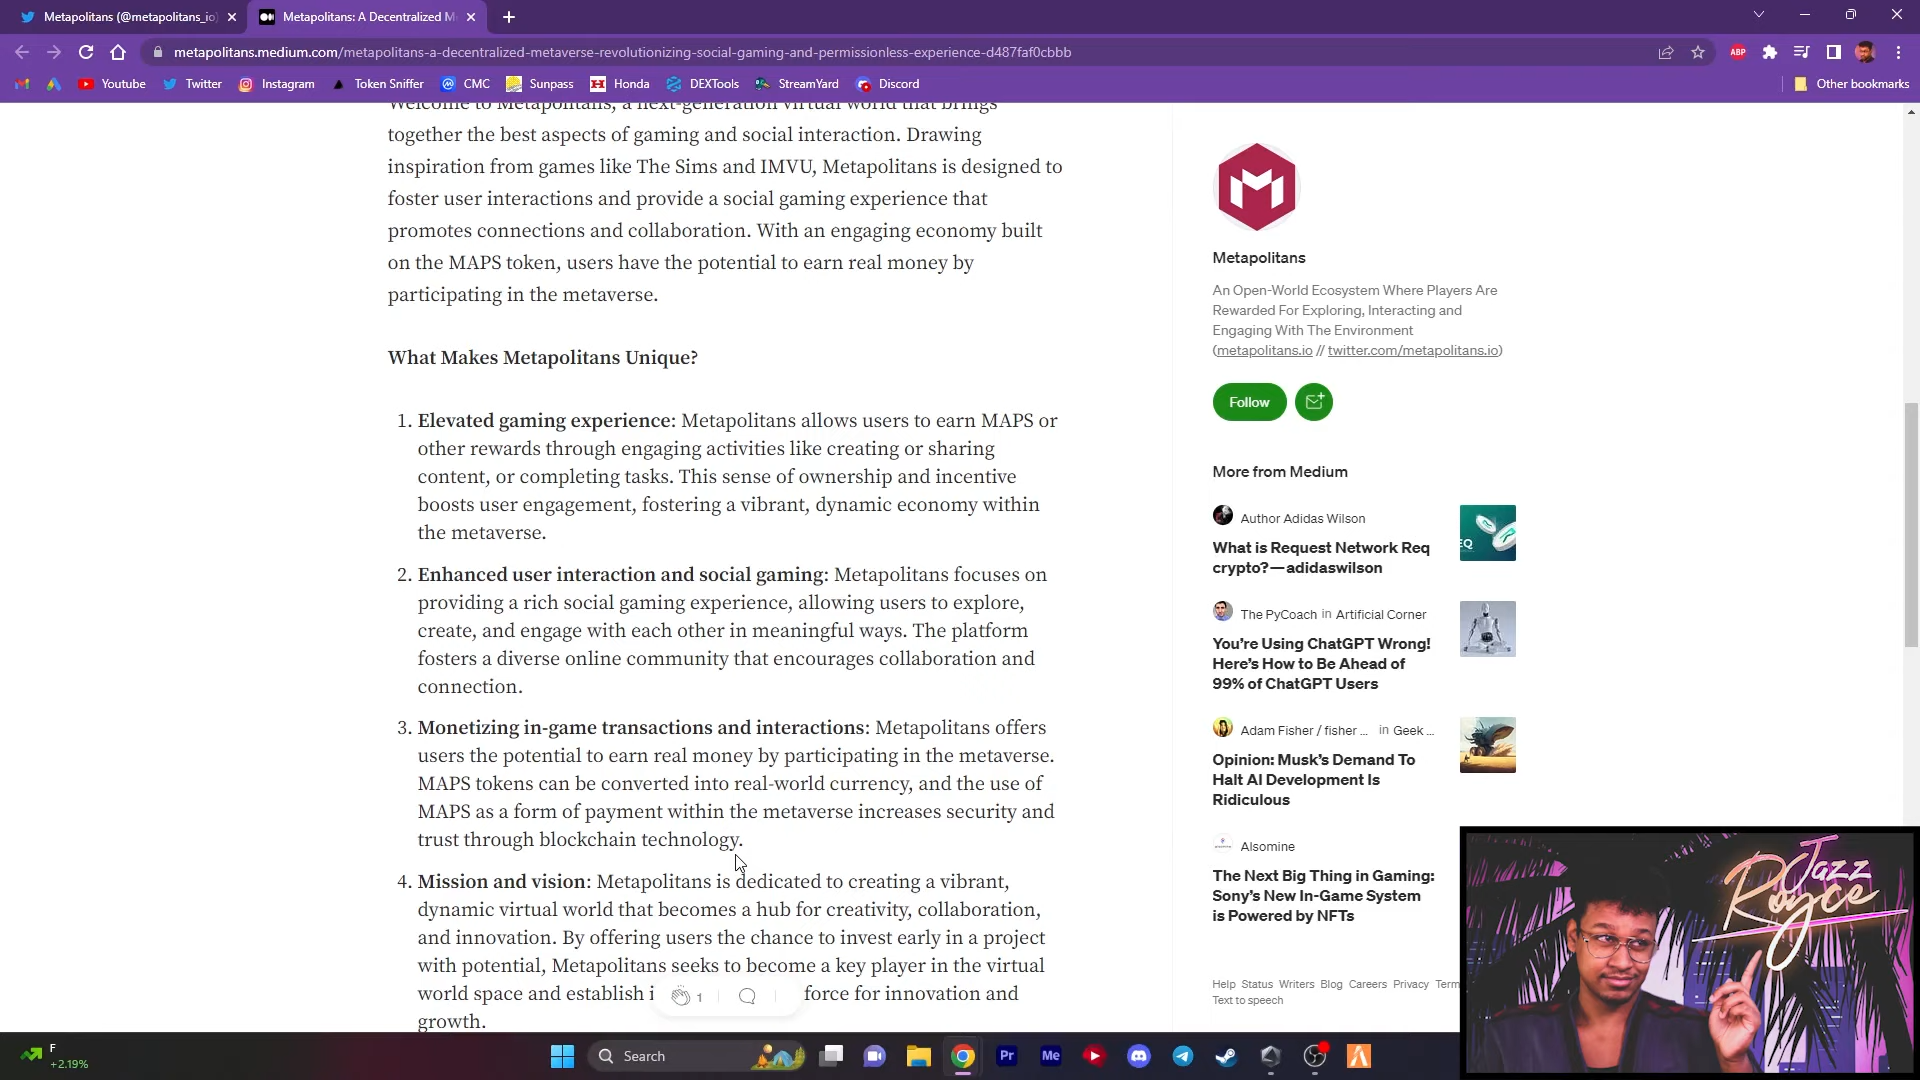 Metapolitans (@metapolitans_io)
Metapolitans: A Decentralized M
metapolitans.medium.com/metapolitans-a-decentralized-metaverse-revolutionizing-social-gaming-and-permissionless-experience-d487faf0cbbb
ABP
Youtube
Twitter
Instagram
Token Sniffer
CMC
Sunpass
Honda
DEXTools
StreamYard
Discord
Other bookmarks
Welcome to Metapolitans, a next-generation virtual world that brings
together the best aspects of gaming and social interaction. Drawing
inspiration from games like The Sims and IMVU, Metapolitans is designed to
foster user interactions and provide a social gaming experience that
promotes connections and collaboration. With an engaging economy built
on the MAPS token, users have the potential to earn real money by
participating in the metaverse.
What Makes Metapolitans Unique?
1. Elevated gaming experience: Metapolitans allows users to earn MAPS or
other rewards through engaging activities like creating or sharing
content, or completing tasks. This sense of ownership and incentive
boosts user engagement, fostering a vibrant, dynamic economy within
the metaverse.
2. Enhanced user interaction and social gaming: Metapolitans focuses on
providing a rich social gaming experience, allowing users to explore,
create, and engage with each other in meaningful ways. The platform
fosters a diverse online community that encourages collaboration and
connection.
3. Monetizing in-game transactions and interactions: Metapolitans offers
users the potential to earn real money by participating in the metaverse.
MAPS tokens can be converted into real-world currency, and the use of
MAPS as a form of payment within the metaverse increases security and
trust through blockchain technology.
4. Mission and vision: Metapolitans is dedicated to creating a vibrant,
dynamic virtual world that becomes a hub for creativity, collaboration,
and innovation. By offering users the chance to invest early in a project
with potential, Metapolitans seeks to become a key player in the virtual
world space and establish i force for innovation and
growth.
1
Metapolitans
An Open-World Ecosystem Where Players Are
Rewarded For Exploring, Interacting and
Engaging With The Environment
(metapolitans.io // twitter.com/metapolitans.io)
Follow
More from Medium
Author Adidas Wilson
What is Request Network Req
crypto? — adidaswilson
EQ
The PyCoach in Artificial Corner
You're Using ChatGPT Wrong!
Here's How to Be Ahead of
99% of ChatGPT Users
Adam Fisher / fisher ... in Geek ...
Opinion: Musk's Demand To
Halt AI Development Is
Ridiculous
Alsomine
The Next Big Thing in Gaming:
Sony's New In-Game System
is Powered by NFTs
Help Status Writers Blog Careers Privacy Term
Text to speech
Jazz
Royce
F
+2.19%
Search
Pr
Me